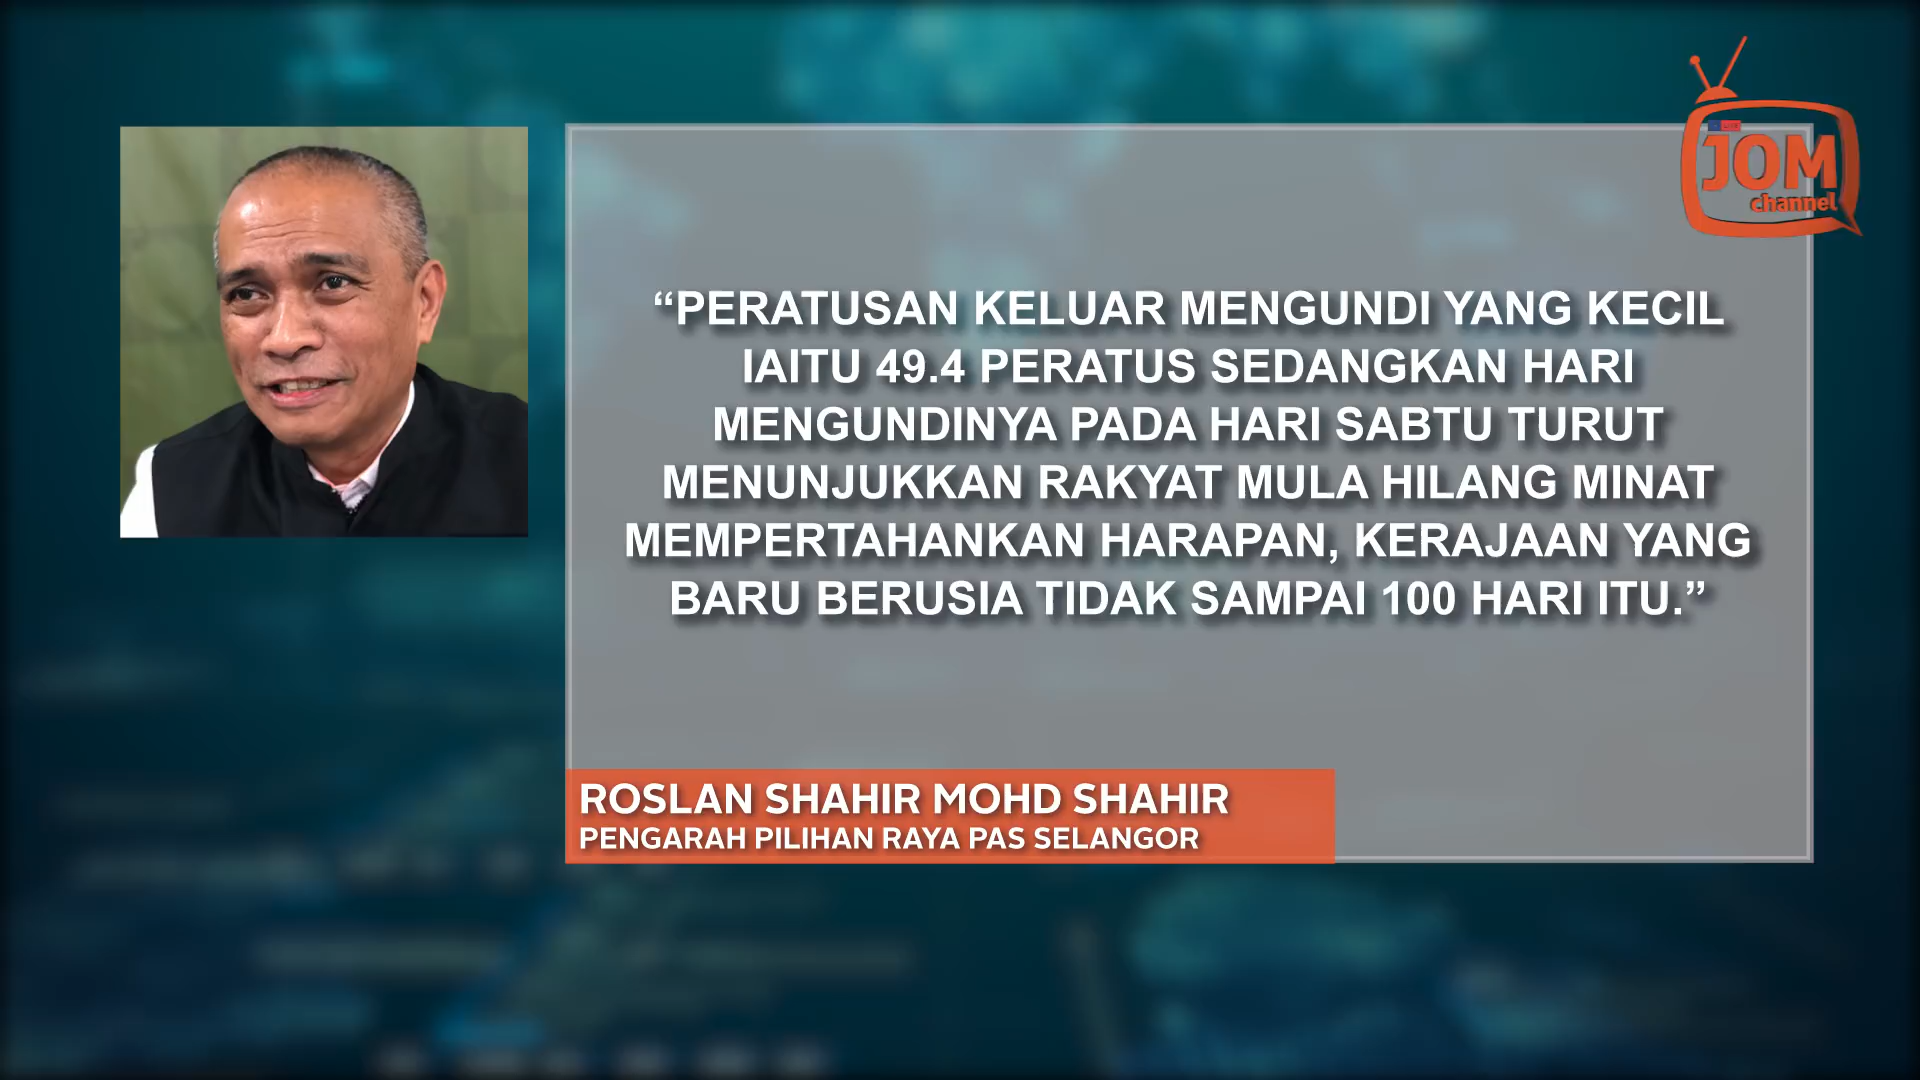 JOM
channel
“PERATUSAN KELUAR MENGUNDI YANG KECIL
IAITU 49.4 PERATUS SEDANGKAN HARI
MENGUNDINYA PADA HARI SABTU TURUT
MENUNJUKKAN RAKYAT MULA HILANG MINAT
MEMPERTAHANKAN HARAPAN, KERAJAAN YANG
BARU BERUSIA TIDAK SAMPAI 100 HARI ITU.”
ROSLAN SHAHIR MOHD SHAHIR
PENGARAH PILIHAN RAYA PAS SELANGOR